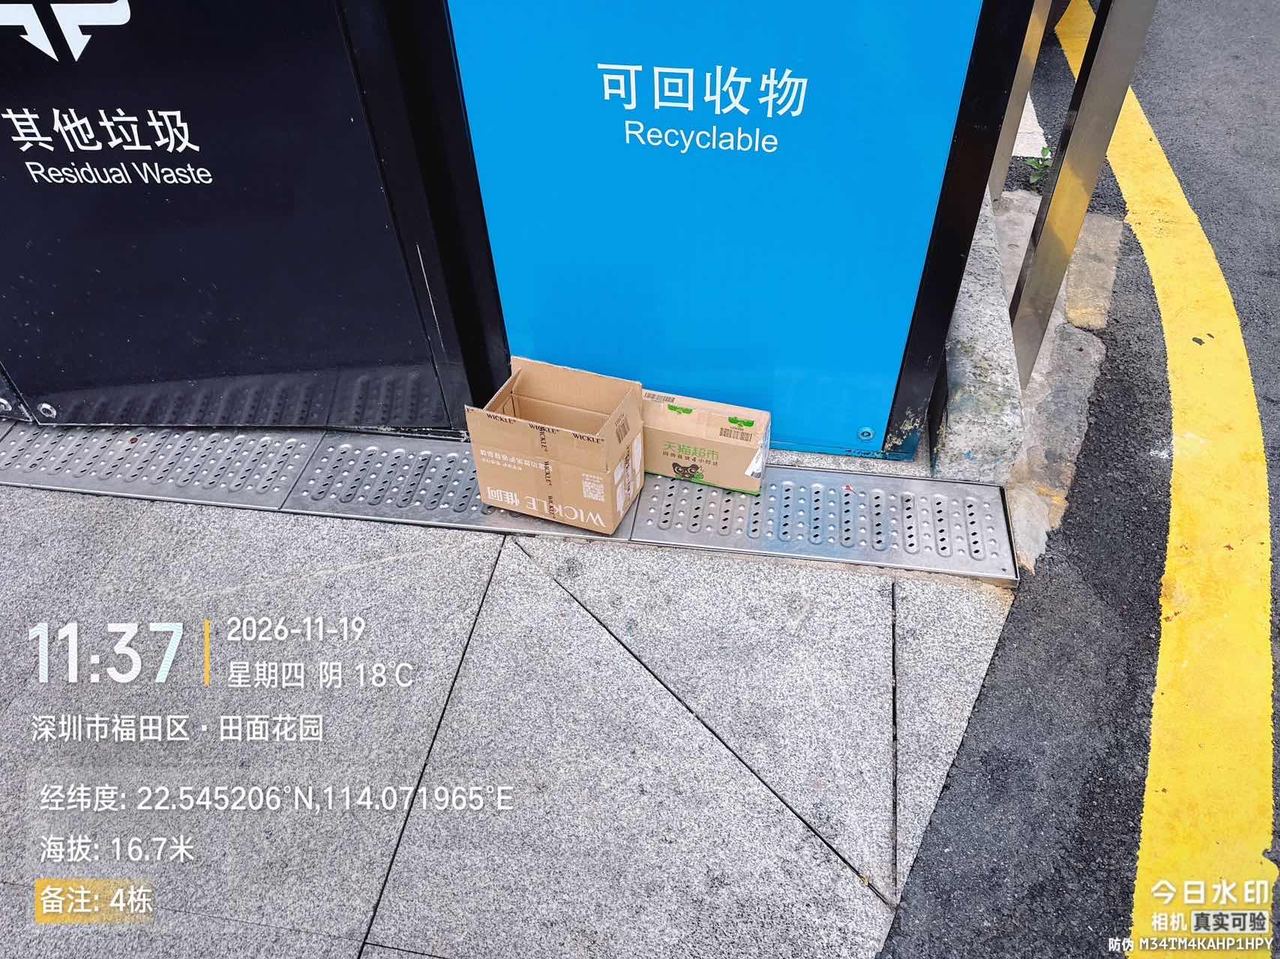 其他垃圾
Residual Waste
可回收物
Recyclable
WICKLE
WICKLE
WICKLE
WICKLE
天猫超市
11:37
2026-11-19
星期四 阴 18℃
深圳市福田区·田面花园
经纬度: 22.545206°N,114.071965°E
海拔: 16.7米
备注: 4栋
今日水印
相机 真实可验
防伪 M34TM4KAHP1HPY